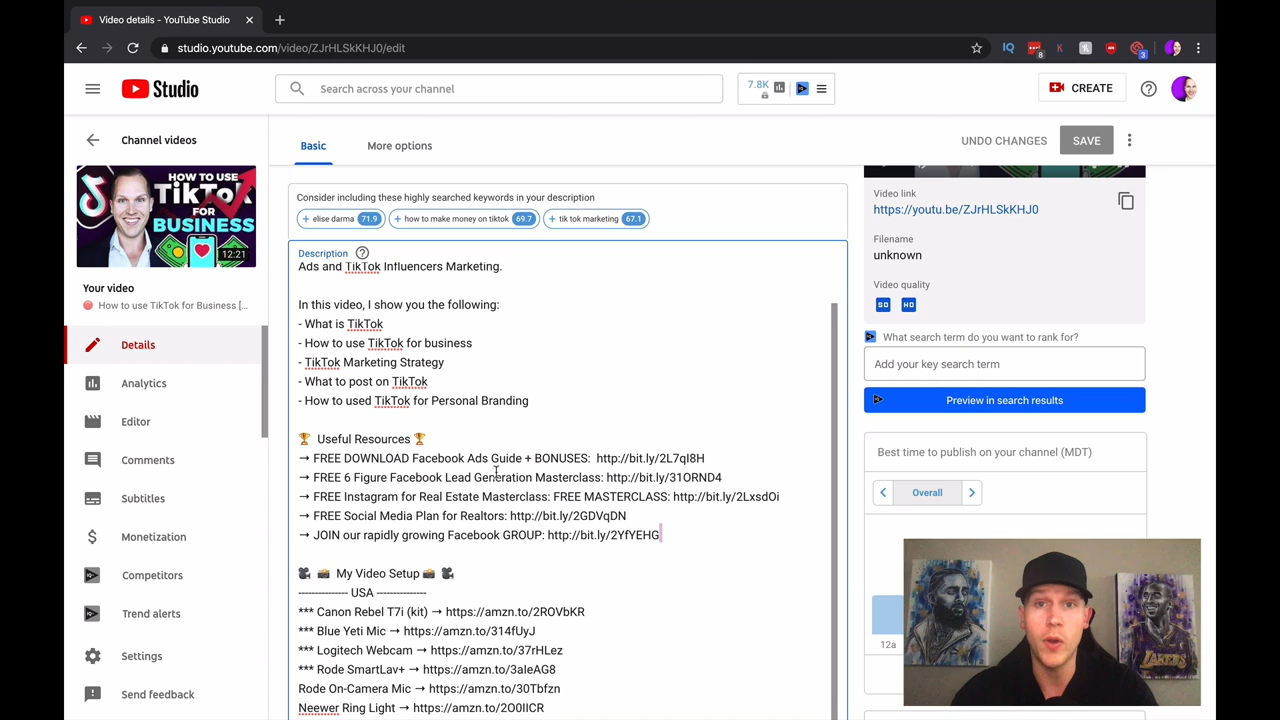 Video details - YouTube Studio
studio.youtube.com/video/ZJrHLSkKHJ0/edit
IQ
8
K
3
Studio
Search across your channel
7.8K
CREATE
Channel videos
Basic
More options
UNDO CHANGES
SAVE
HOW TO USE
TikTok
FOR
BUSINESS
12:21
Your video
How to use TikTok for Business [...
Details
Analytics
Editor
Comments
Subtitles
Monetization
Competitors
Trend alerts
Settings
Send feedback
Consider including these highly searched keywords in your description
+ elise darma 71.9
+ how to make money on tiktok 69.7
+ tik tok marketing 67.1
Description
Ads and TikTok Influencers Marketing.
In this video, I show you the following:
- What is TikTok
- How to use TikTok for business
- TikTok Marketing Strategy
- What to post on TikTok
- How to used TikTok for Personal Branding
🏆 Useful Resources 🏆
→ FREE DOWNLOAD Facebook Ads Guide + BONUSES: http://bit.ly/2L7qI8H
→ FREE 6 Figure Facebook Lead Generation Masterclass: http://bit.ly/31ORND4
→ FREE Instagram for Real Estate Masterclass: FREE MASTERCLASS: http://bit.ly/2LxsdOi
→ FREE Social Media Plan for Realtors: http://bit.ly/2GDVqDN
→ JOIN our rapidly growing Facebook GROUP: http://bit.ly/2YfYEHG
🎥 📸 My Video Setup 📸 🎥
--------------- USA ---------------
*** Canon Rebel T7i (kit) → https://amzn.to/2ROVbKR
*** Blue Yeti Mic → https://amzn.to/314fUyJ
*** Logitech Webcam → https://amzn.to/37rHLez
*** Rode SmartLav+ → https://amzn.to/3aIeAG8
Rode On-Camera Mic → https://amzn.to/30Tbfzn
Neewer Ring Light → https://amzn.to/2O0IICR
Video link
https://youtu.be/ZJrHLSkKHJ0
Filename
unknown
Video quality
SD
HD
What search term do you want to rank for?
Add your key search term
Preview in search results
Best time to publish on your channel (MDT)
Overall
12a
LAKERS